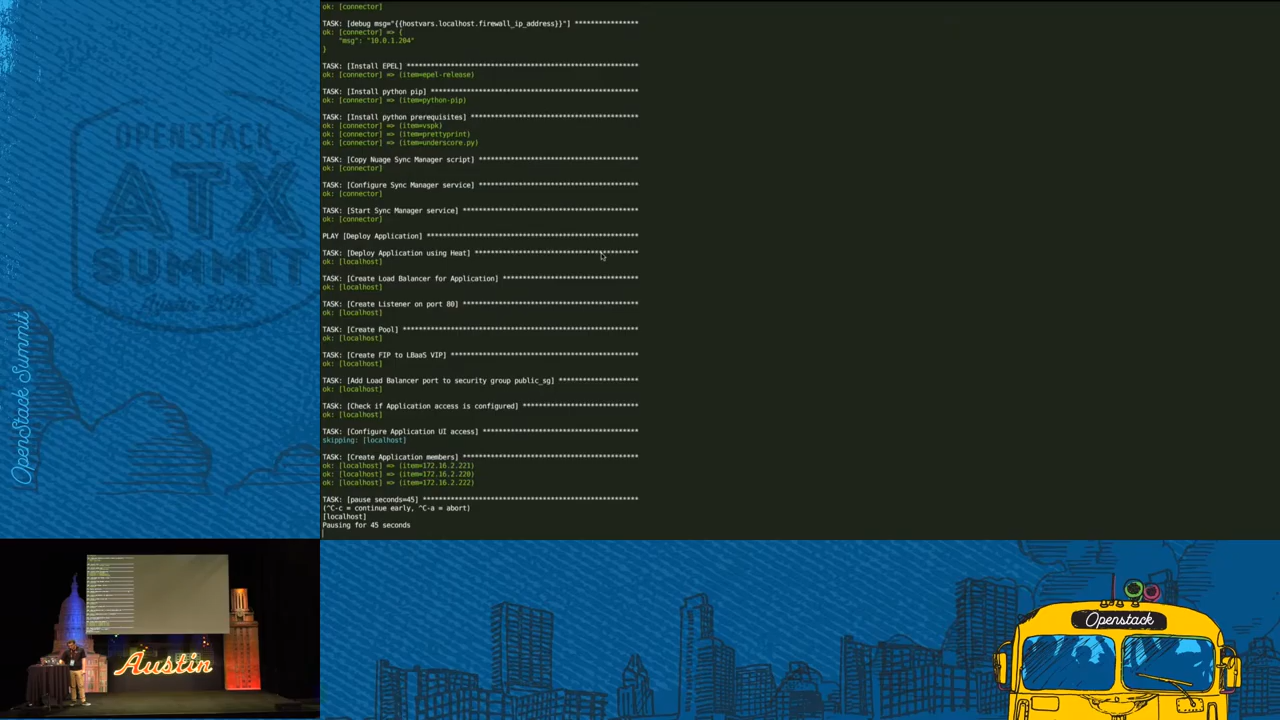 ok: [connector]
TASK: [debug msg="{{hostvars.localhost.firewall_ip_address}}"] ****************
ok: [connector] => {
"msg": "10.0.1.204"
}
TASK: [Install EPEL] **********************************************************
ok: [connector] => (item=epel-release)
TASK: [Install python pip] ****************************************************
ok: [connector] => (item=python-pip)
TASK: [Install python prerequisites] ******************************************
ok: [connector] => (item=vspk)
ok: [connector] => (item=prettyprint)
ok: [connector] => (item=underscore.py)
TASK: [Copy Nuage Sync Manager script] ****************************************
ok: [connector]
TASK: [Configure Sync Manager service] ****************************************
ok: [connector]
TASK: [Start Sync Manager service] ********************************************
ok: [connector]
PLAY [Deploy Application] *****************************************************
TASK: [Deploy Application using Heat] *****************************************
ok: [localhost]
TASK: [Create Load Balancer for Application] **********************************
ok: [localhost]
TASK: [Create Listener on port 80] ********************************************
ok: [localhost]
TASK: [Create Pool] ***********************************************************
ok: [localhost]
TASK: [Create FIP to LBaaS VIP] ***********************************************
ok: [localhost]
TASK: [Add Load Balancer port to security group public_sg] ********************
ok: [localhost]
TASK: [Check if Application access is configured] *****************************
ok: [localhost]
TASK: [Configure Application UI access] ***************************************
skipping: [localhost]
TASK: [Create Application members] ********************************************
ok: [localhost] => (item=172.16.2.221)
ok: [localhost] => (item=172.16.2.220)
ok: [localhost] => (item=172.16.2.222)
TASK: [pause seconds=45] ******************************************************
(^C-c = continue early, ^C-a = abort)
[localhost]
Pausing for 45 seconds
OPENSTACK
ATX
SUMMIT
OpenStack Summit
Austin
Openstack